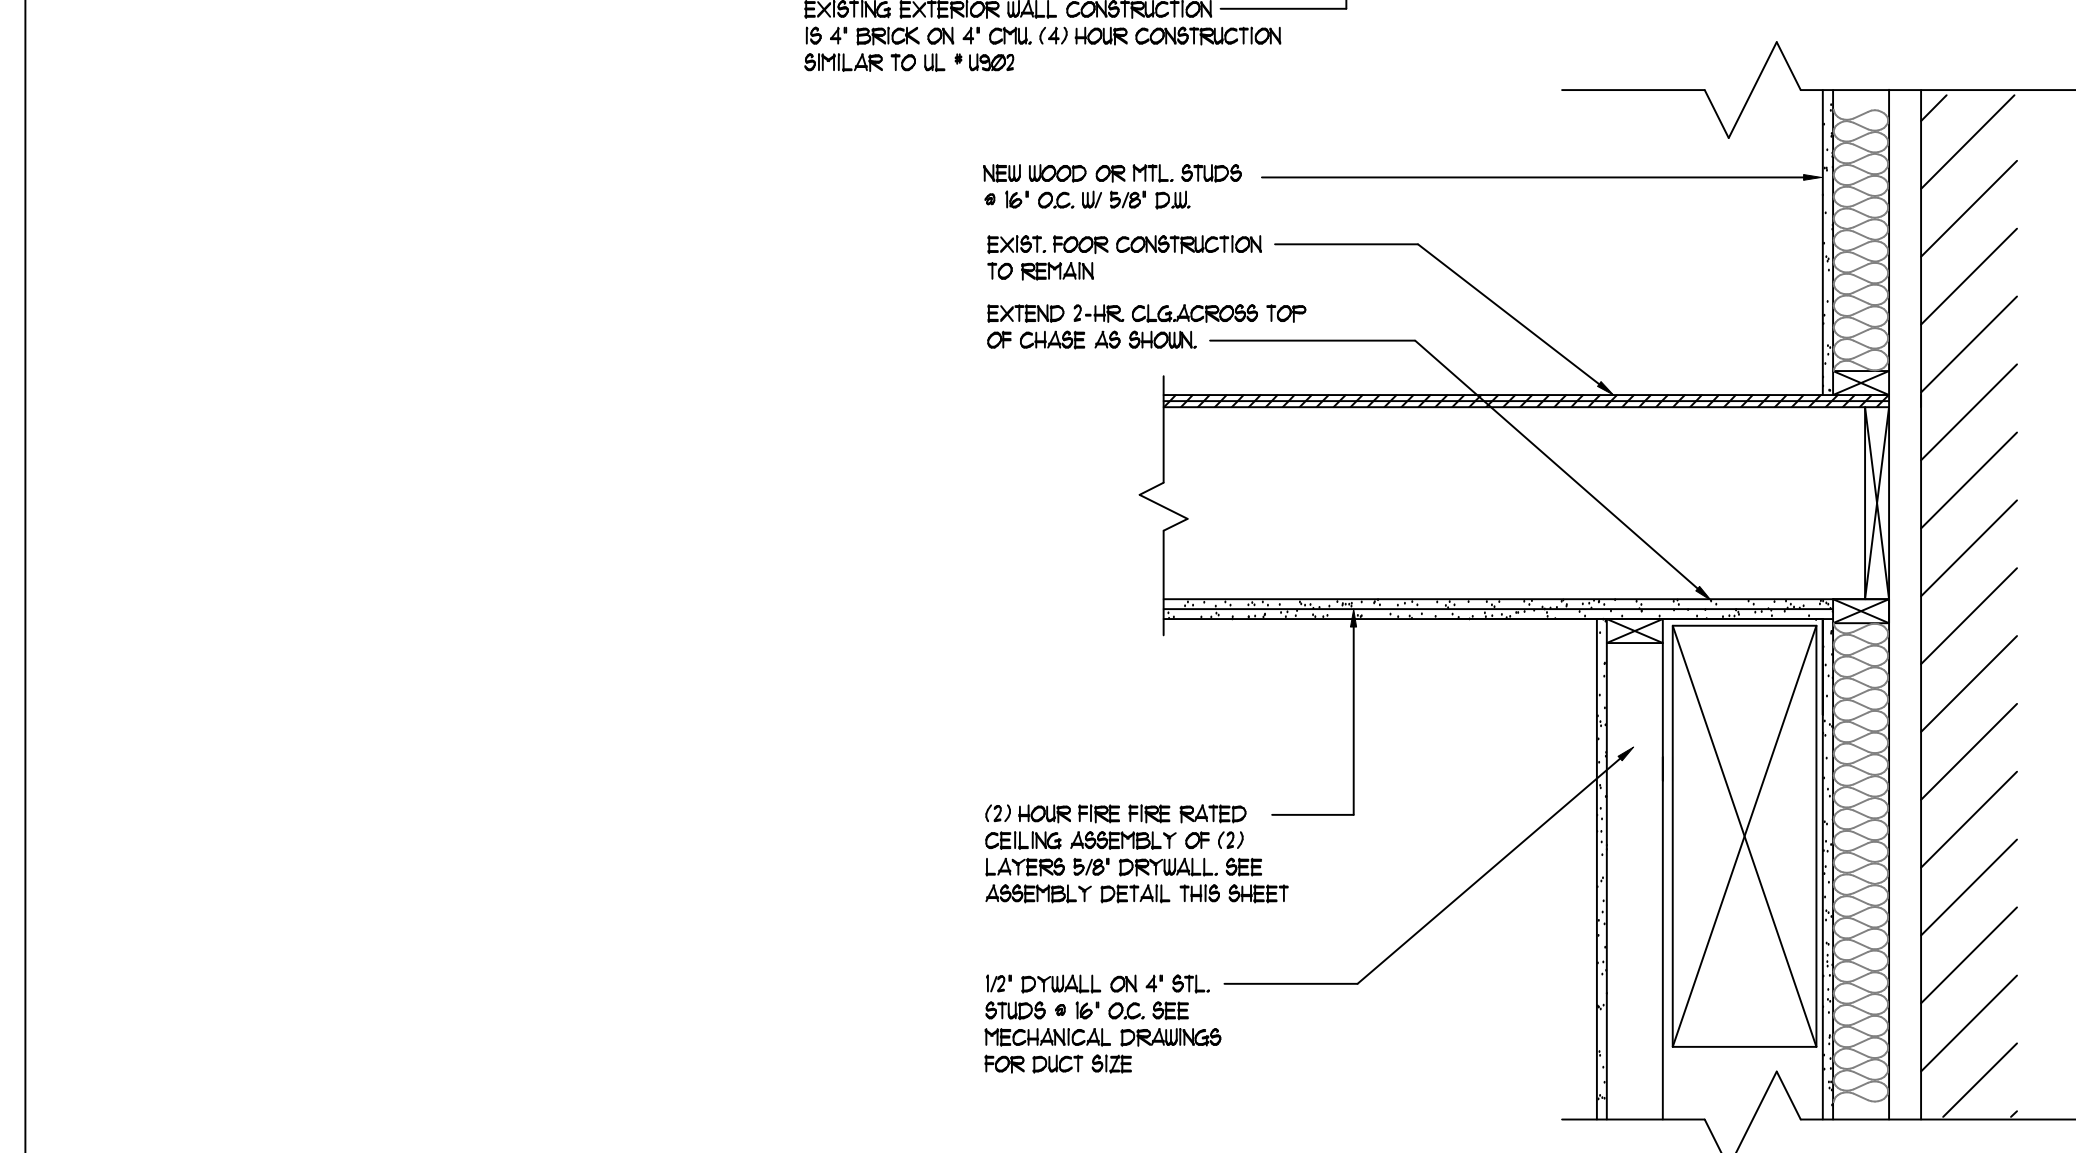 EXISTING EXTERIOR WALL CONSTRUCTION
IS 4" BRICK ON 4" CMU. (4) HOUR CONSTRUCTION
SIMILAR TO UL # U902
NEW WOOD OR MTL. STUDS
@ 16" O.C. W/ 5/8" D.W.
EXIST. FOOR CONSTRUCTION
TO REMAIN
EXTEND 2-HR. CLG.ACROSS TOP
OF CHASE AS SHOWN.
(2) HOUR FIRE FIRE RATED
CEILING ASSEMBLY OF (2)
LAYERS 5/8" DRYWALL. SEE
ASSEMBLY DETAIL THIS SHEET
1/2" DYWALL ON 4" STL.
STUDS @ 16" O.C. SEE
MECHANICAL DRAWINGS
FOR DUCT SIZE